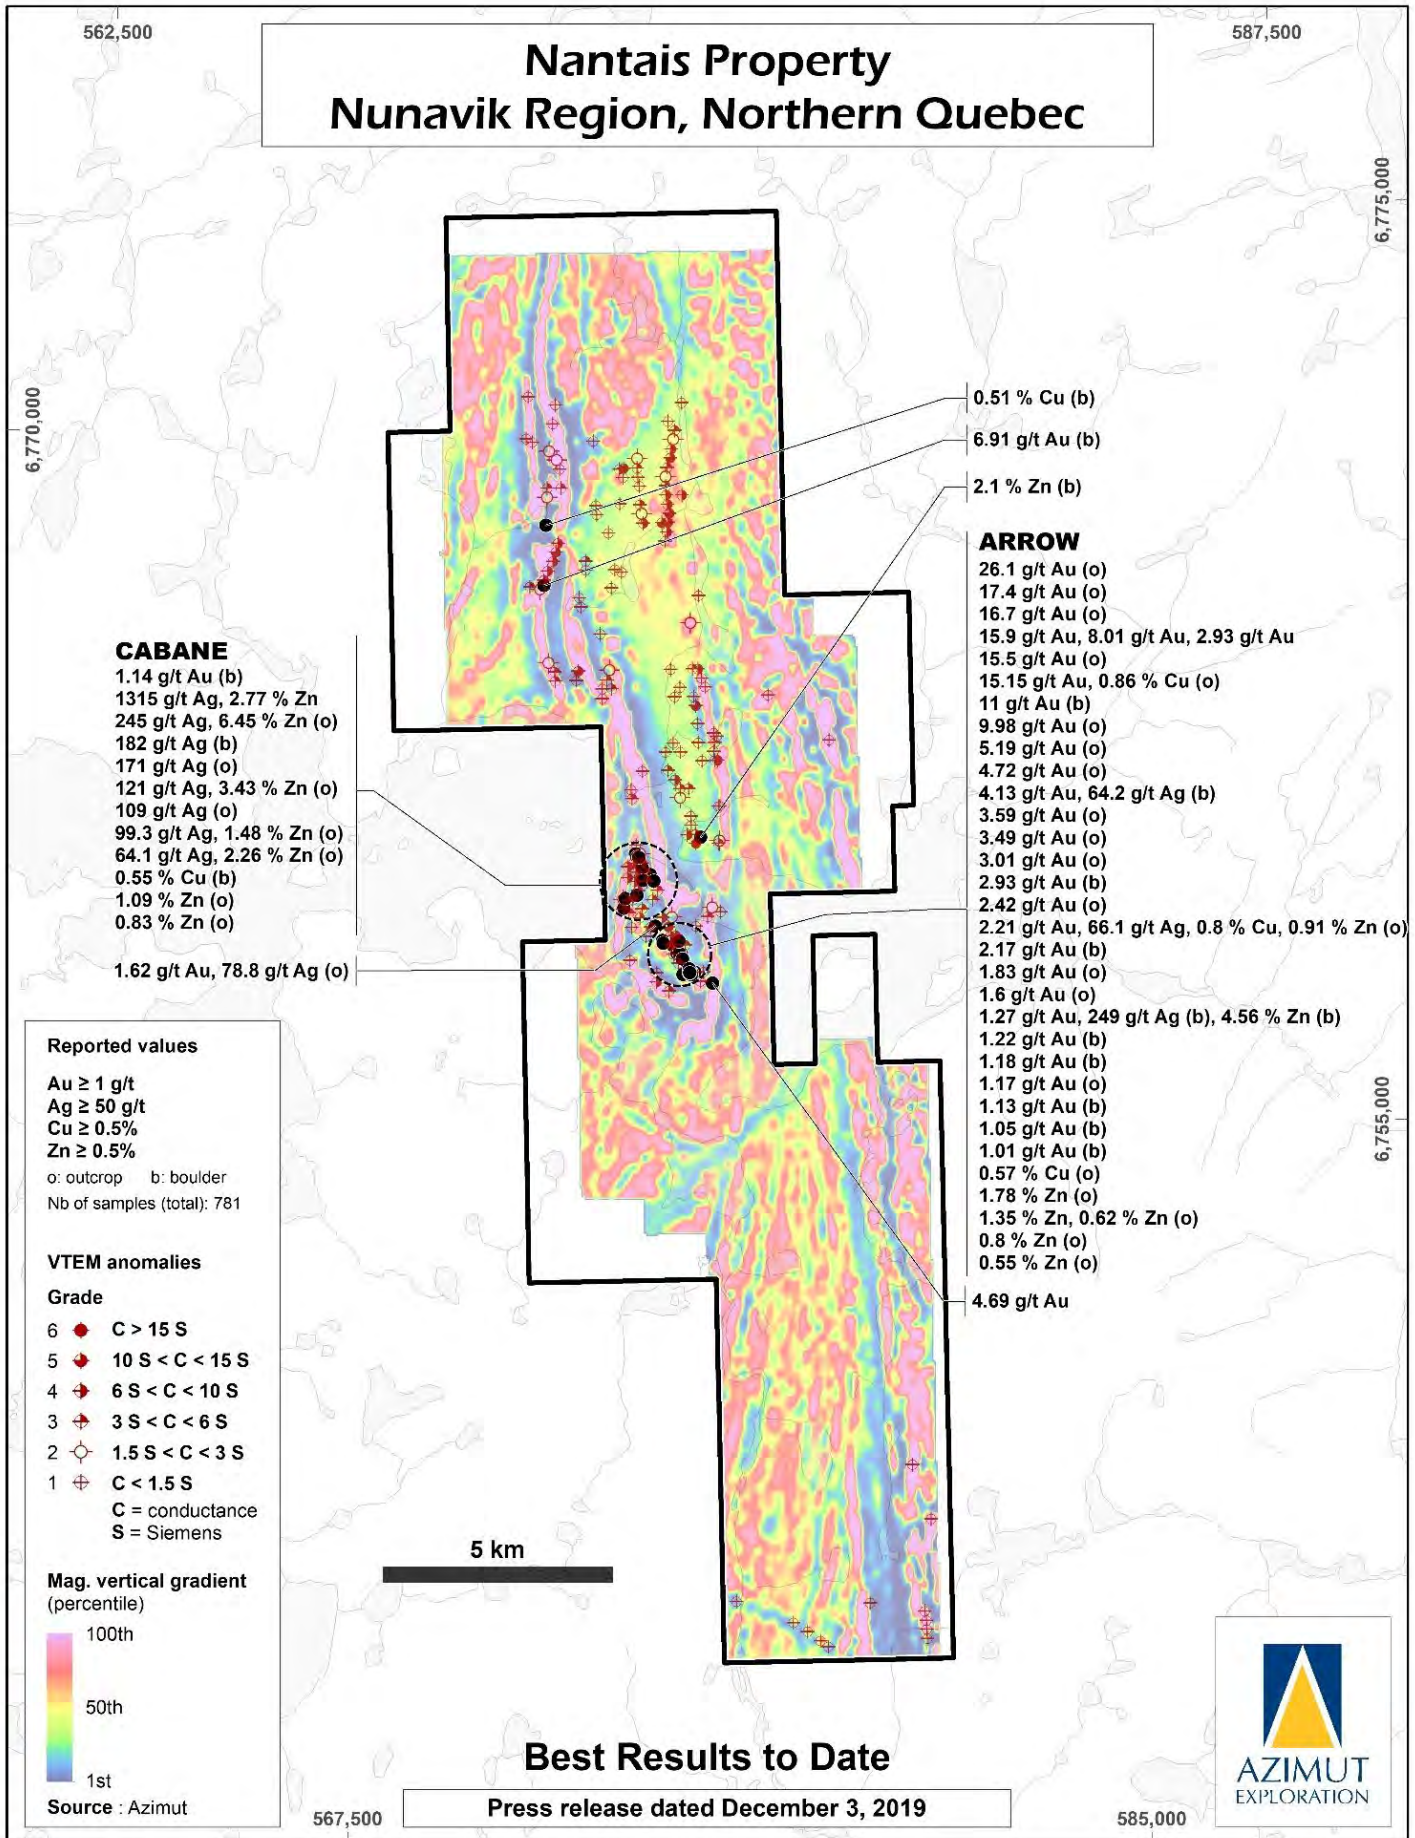 562,500
587,500
Nantais Property
Nunavik Region, Northern Quebec
6,775,000
6,770,000
0.51 % Cu (b)
6.91 g/t Au (b)
2.1 % Zn (b)
ARROW
26.1 g/t Au (o)
17.4 g/t Au (o)
16.7 g/t Au (o)
15.9 g/t Au, 8.01 g/t Au, 2.93 g/t Au
15.5 g/t Au (o)
15.15 g/t Au, 0.86 % Cu (o)
11 g/t Au (b)
9.98 g/t Au (o)
5.19 g/t Au (o)
4.72 g/t Au (o)
4.13 g/t Au, 64.2 g/t Ag (b)
3.59 g/t Au (o)
3.49 g/t Au (o)
3.01 g/t Au (o)
2.93 g/t Au (b)
2.42 g/t Au (o)
2.21 g/t Au, 66.1 g/t Ag, 0.8 % Cu, 0.91 % Zn (o)
2.17 g/t Au (b)
1.83 g/t Au (o)
1.6 g/t Au (o)
1.27 g/t Au, 249 g/t Ag (b), 4.56 % Zn (b)
1.22 g/t Au (b)
1.18 g/t Au (b)
1.17 g/t Au (o)
1.13 g/t Au (b)
1.05 g/t Au (b)
1.01 g/t Au (b)
0.57 % Cu (o)
1.78 % Zn (o)
1.35 % Zn, 0.62 % Zn (o)
0.8 % Zn (o)
0.55 % Zn (o)
4.69 g/t Au
CABANE
1.14 g/t Au (b)
1315 g/t Ag, 2.77 % Zn
245 g/t Ag, 6.45 % Zn (o)
182 g/t Ag (b)
171 g/t Ag (o)
121 g/t Ag, 3.43 % Zn (o)
109 g/t Ag (o)
99.3 g/t Ag, 1.48 % Zn (o)
64.1 g/t Ag, 2.26 % Zn (o)
0.55 % Cu (b)
1.09 % Zn (o)
0.83 % Zn (o)
1.62 g/t Au, 78.8 g/t Ag (o)
6,755,000
Reported values
Au ≥ 1 g/t
Ag ≥ 50 g/t
Cu ≥ 0.5%
Zn ≥ 0.5%
o: outcrop b: boulder
Nb of samples (total): 781
VTEM anomalies
Grade
6 C > 15 S
5 10 S < C < 15 S
4 6 S < C < 10 S
3 3 S < C < 6 S
2 1.5 S < C < 3 S
1 C < 1.5 S
C = conductance
S = Siemens
Mag. vertical gradient
(percentile)
100th
50th
1st
Source : Azimut
5 km
Best Results to Date
Press release dated December 3, 2019
AZIMUT
EXPLORATION
567,500
585,000